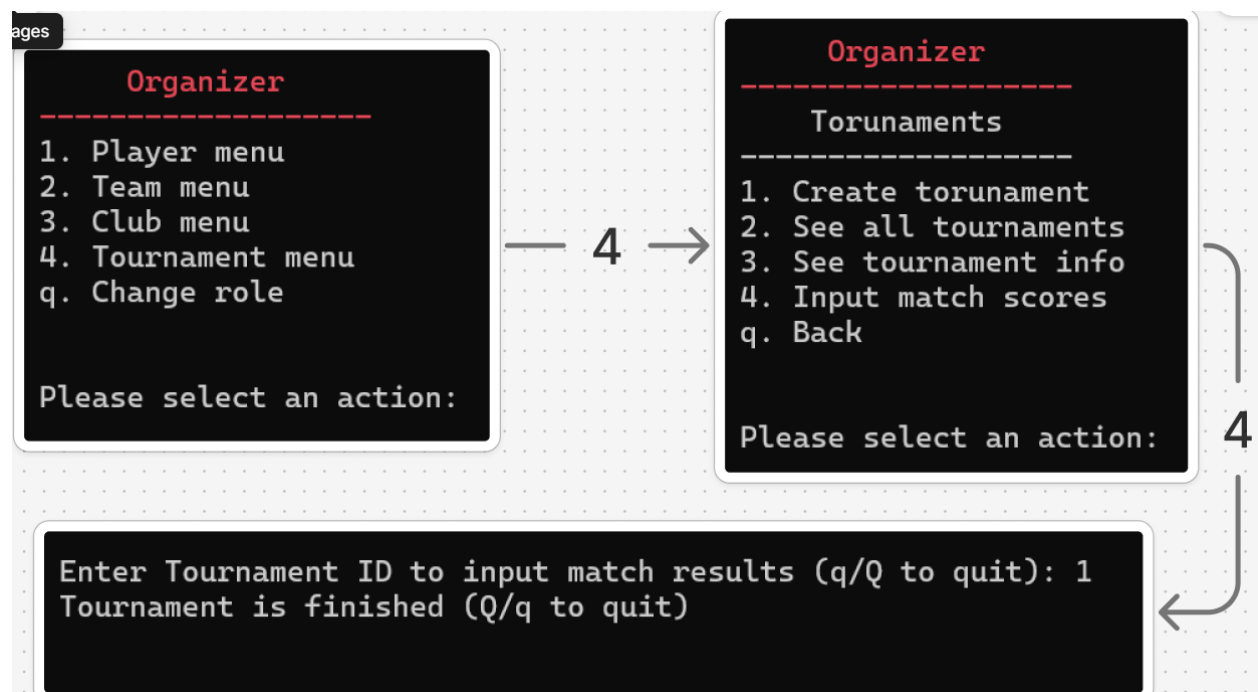 ages
Organizer
-------------------
1. Player menu
2. Team menu
3. Club menu
4. Tournament menu
q. Change role
Please select an action:
4
Organizer
-------------------
Torunaments
-------------------
1. Create torunament
2. See all tournaments
3. See tournament info
4. Input match scores
q. Back
Please select an action:
4
Enter Tournament ID to input match results (q/Q to quit): 1
Tournament is finished (Q/q to quit)